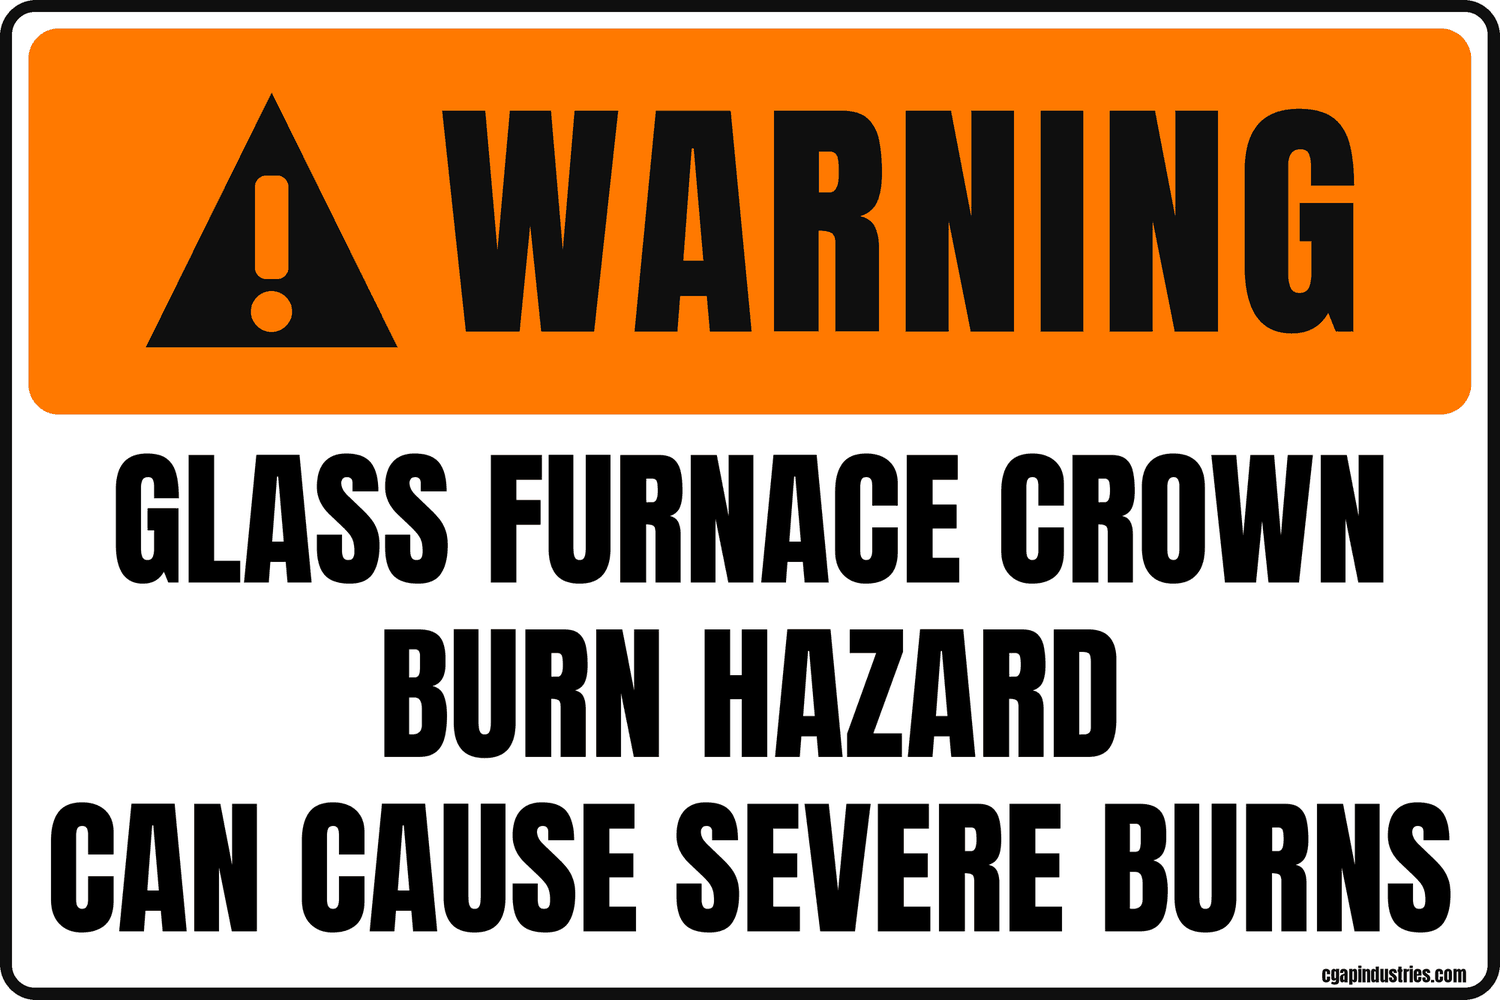 WARNING
GLASS FURNACE CROWN
BURN HAZARD
CAN CAUSE SEVERE BURNS
cgapindustries.com